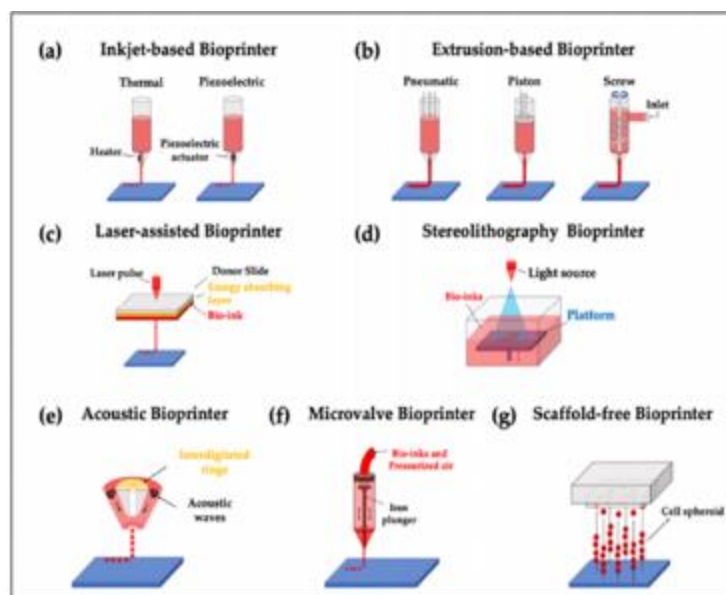 (a) Inkjet-based Bioprinter
Thermal Piezoelectric
Heater
Piezoelectric
actuator
(b) Extrusion-based Bioprinter
Pneumatic Piston Screw
Inlet
(c) Laser-assisted Bioprinter
Laser pulse
Donor Slide
Energy absorbing
layer
Bio-ink
(d) Stereolithography Bioprinter
Light source
Bio-inks
Platform
(e) Acoustic Bioprinter
Interdigitated
rings
Acoustic
waves
(f) Microvalve Bioprinter
Bio-inks and
Pressurized air
Iron
plunger
(g) Scaffold-free Bioprinter
Cell spheroid